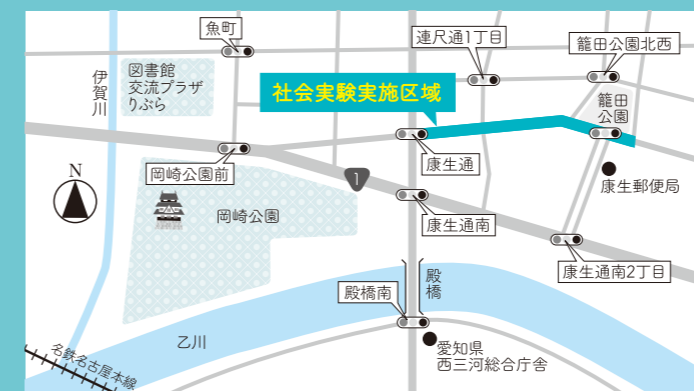 魚町
連尺通1丁目
籠田公園北西
伊賀川
図書館
交流プラザ
りぶら
社会実験実施区域
籠田
公園
康生通
岡崎公園前
N
1
康生郵便局
岡崎公園
康生通南
康生通南2丁目
殿橋
殿橋南
乙川
愛知県
西三河総合庁舎
名鉄名古屋本線